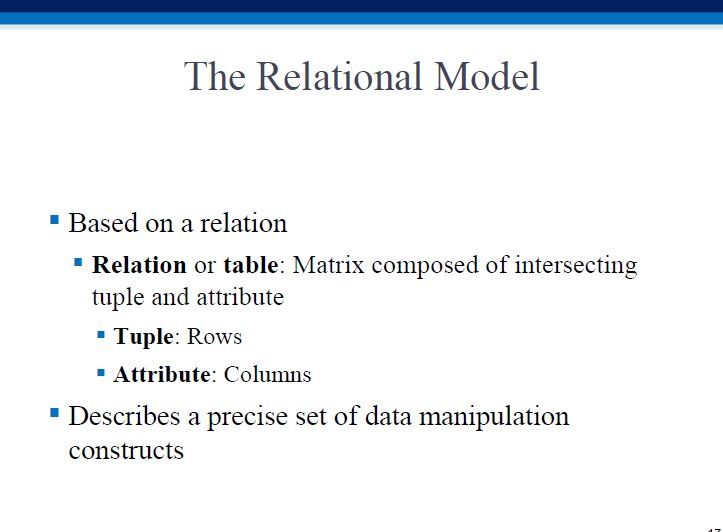 The Relational Model
Based on a relation
Relation or table: Matrix composed of intersecting
tuple and attribute
Tuple: Rows
Attribute: Columns
Describes a precise set of data manipulation
constructs